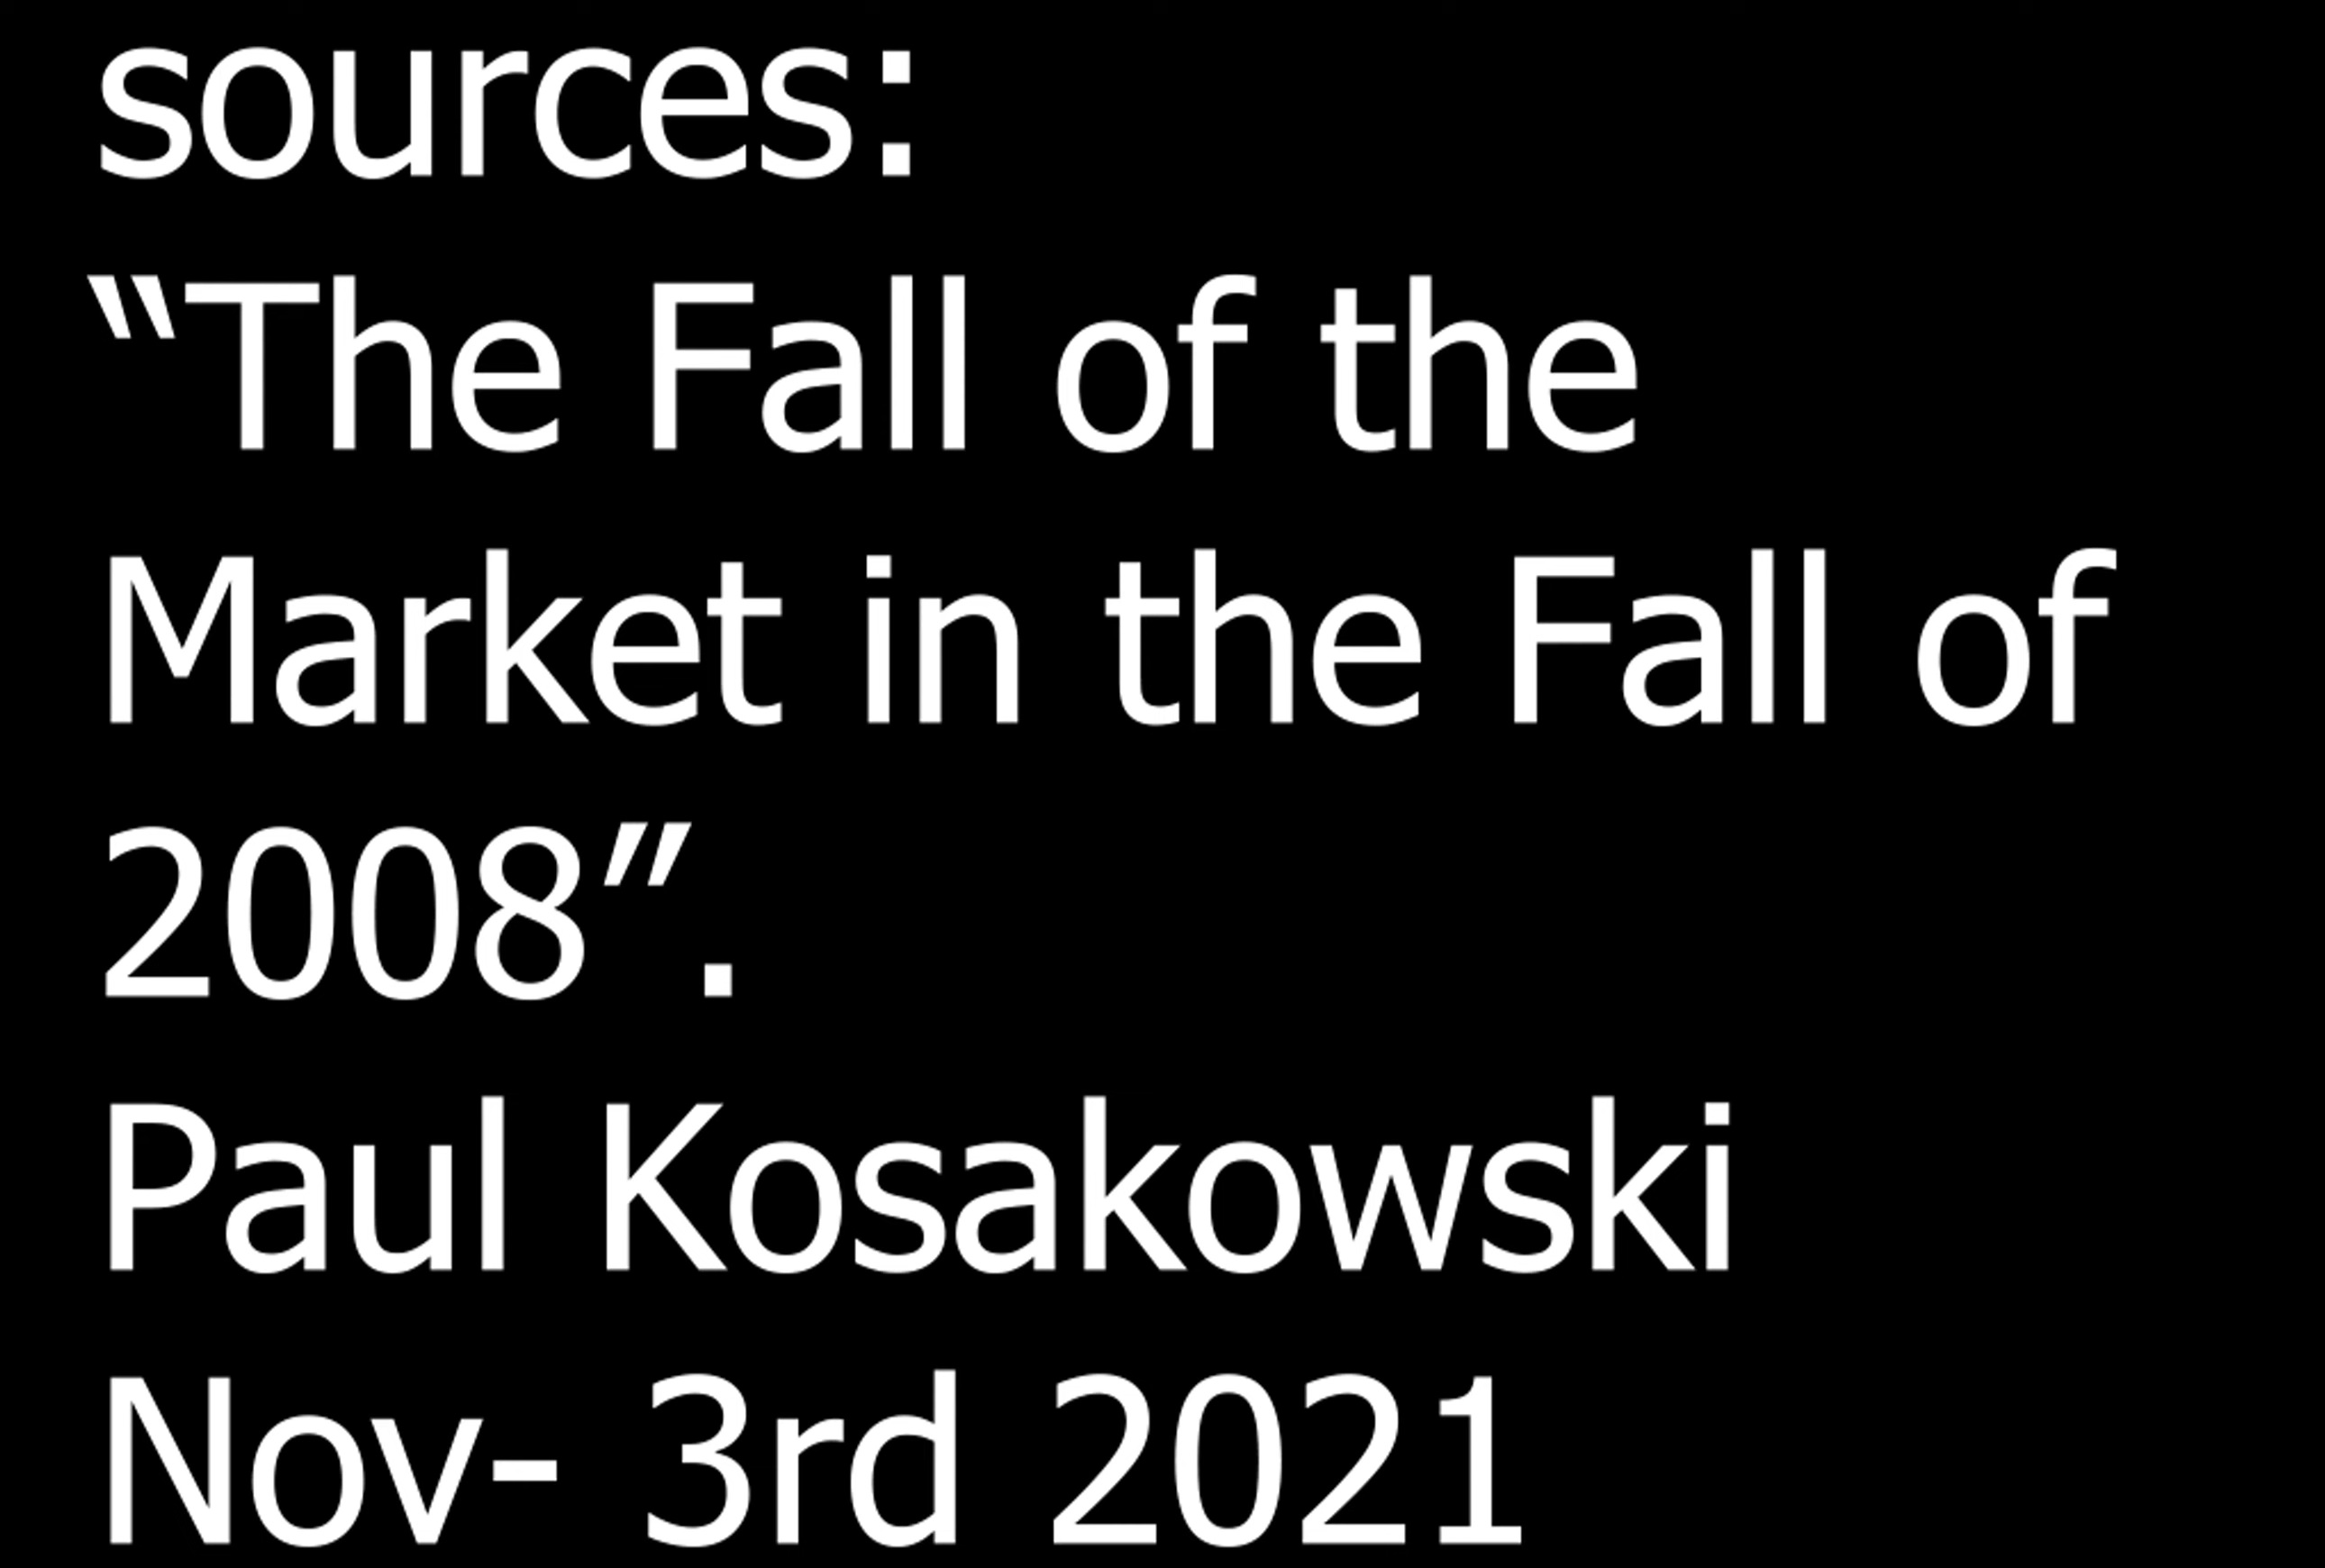 sources:
“The Fall of the
Market in the Fall of
2008”.
Paul Kosakowski
Nov- 3rd 2021